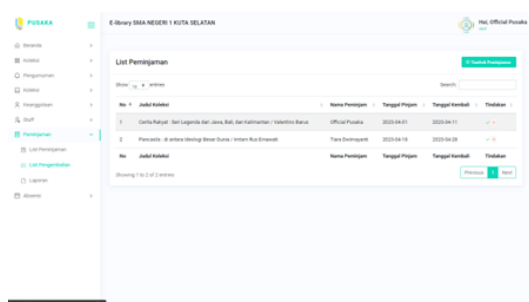 PUSAKA
E-library SMA NEGERI 1 KUTA SELATAN
Hai, Official Pusaka
Beranda
Koleksi
Pengumuman
Koleksi
Keanggotaan
Staff
Peminjaman
List Peminjaman
List Pengembalian
Laporan
Absensi
List Peminjaman
Tambah Peminjaman
Show 10 entries
Search:
No Judul Koleksi Nama Peminjam Tanggal Pinjam Tanggal Kembali Tindakan
1 Cerita Rakyat : Seri Legenda dari Jawa, Bali, dan Kalimantan / Valentino Barus Official Pusaka 2023-04-01 2023-04-11
2 Pancasila : di antara Ideologi Besar Dunia / Intam Rus Ernawati Tiara Dwimayanti 2023-04-18 2023-04-28
No Judul Koleksi Nama Peminjam Tanggal Pinjam Tanggal Kembali Tindakan
Showing 1 to 2 of 2 entries
Previous 1 Next